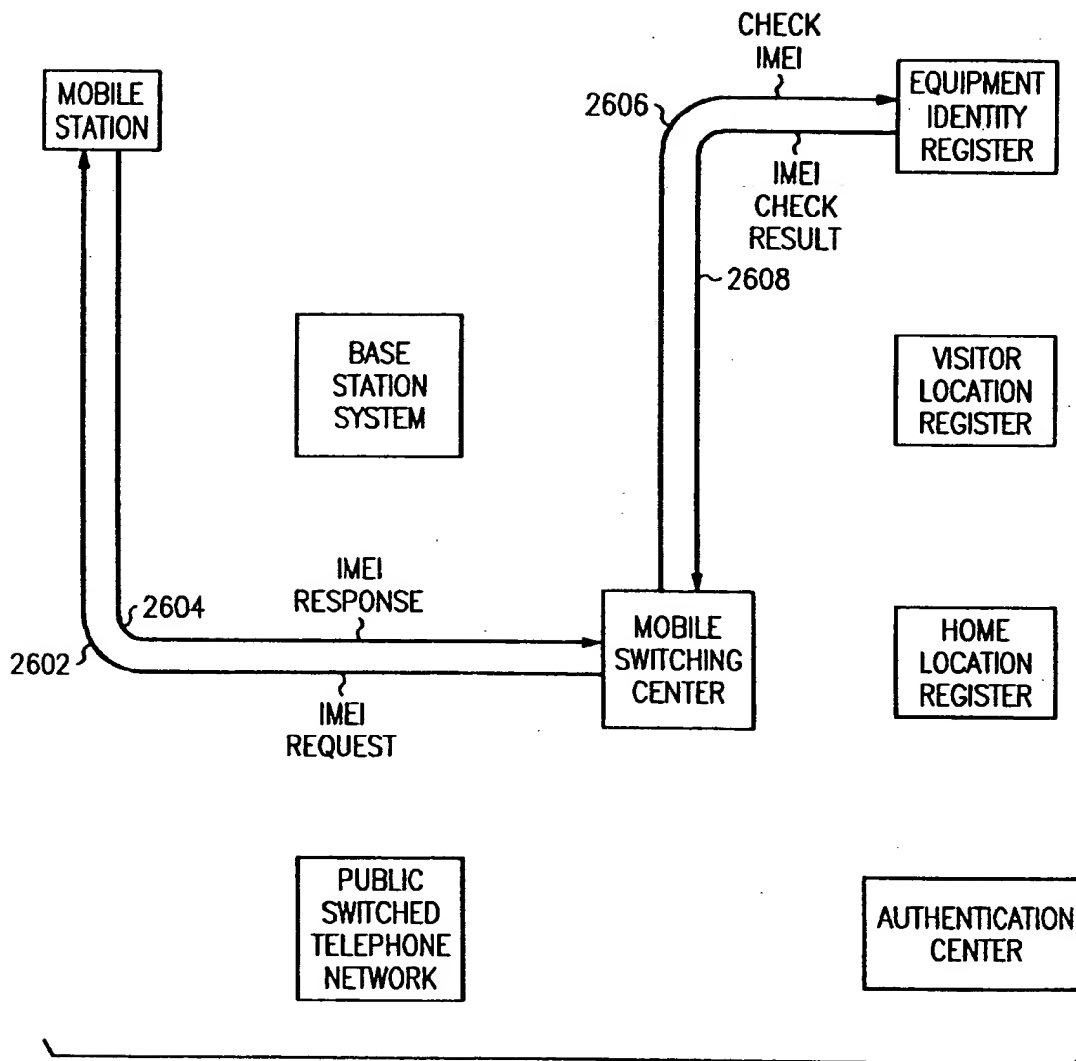 CHECK
IMEI
MOBILE
STATION
2606
EQUIPMENT
IDENTITY
REGISTER
IMEI
CHECK
RESULT
2608
BASE
STATION
SYSTEM
VISITOR
LOCATION
REGISTER
IMEI
RESPONSE
2604
2602
MOBILE
SWITCHING
CENTER
HOME
LOCATION
REGISTER
IMEI
REQUEST
PUBLIC
SWITCHED
TELEPHONE
NETWORK
AUTHENTICATION
CENTER